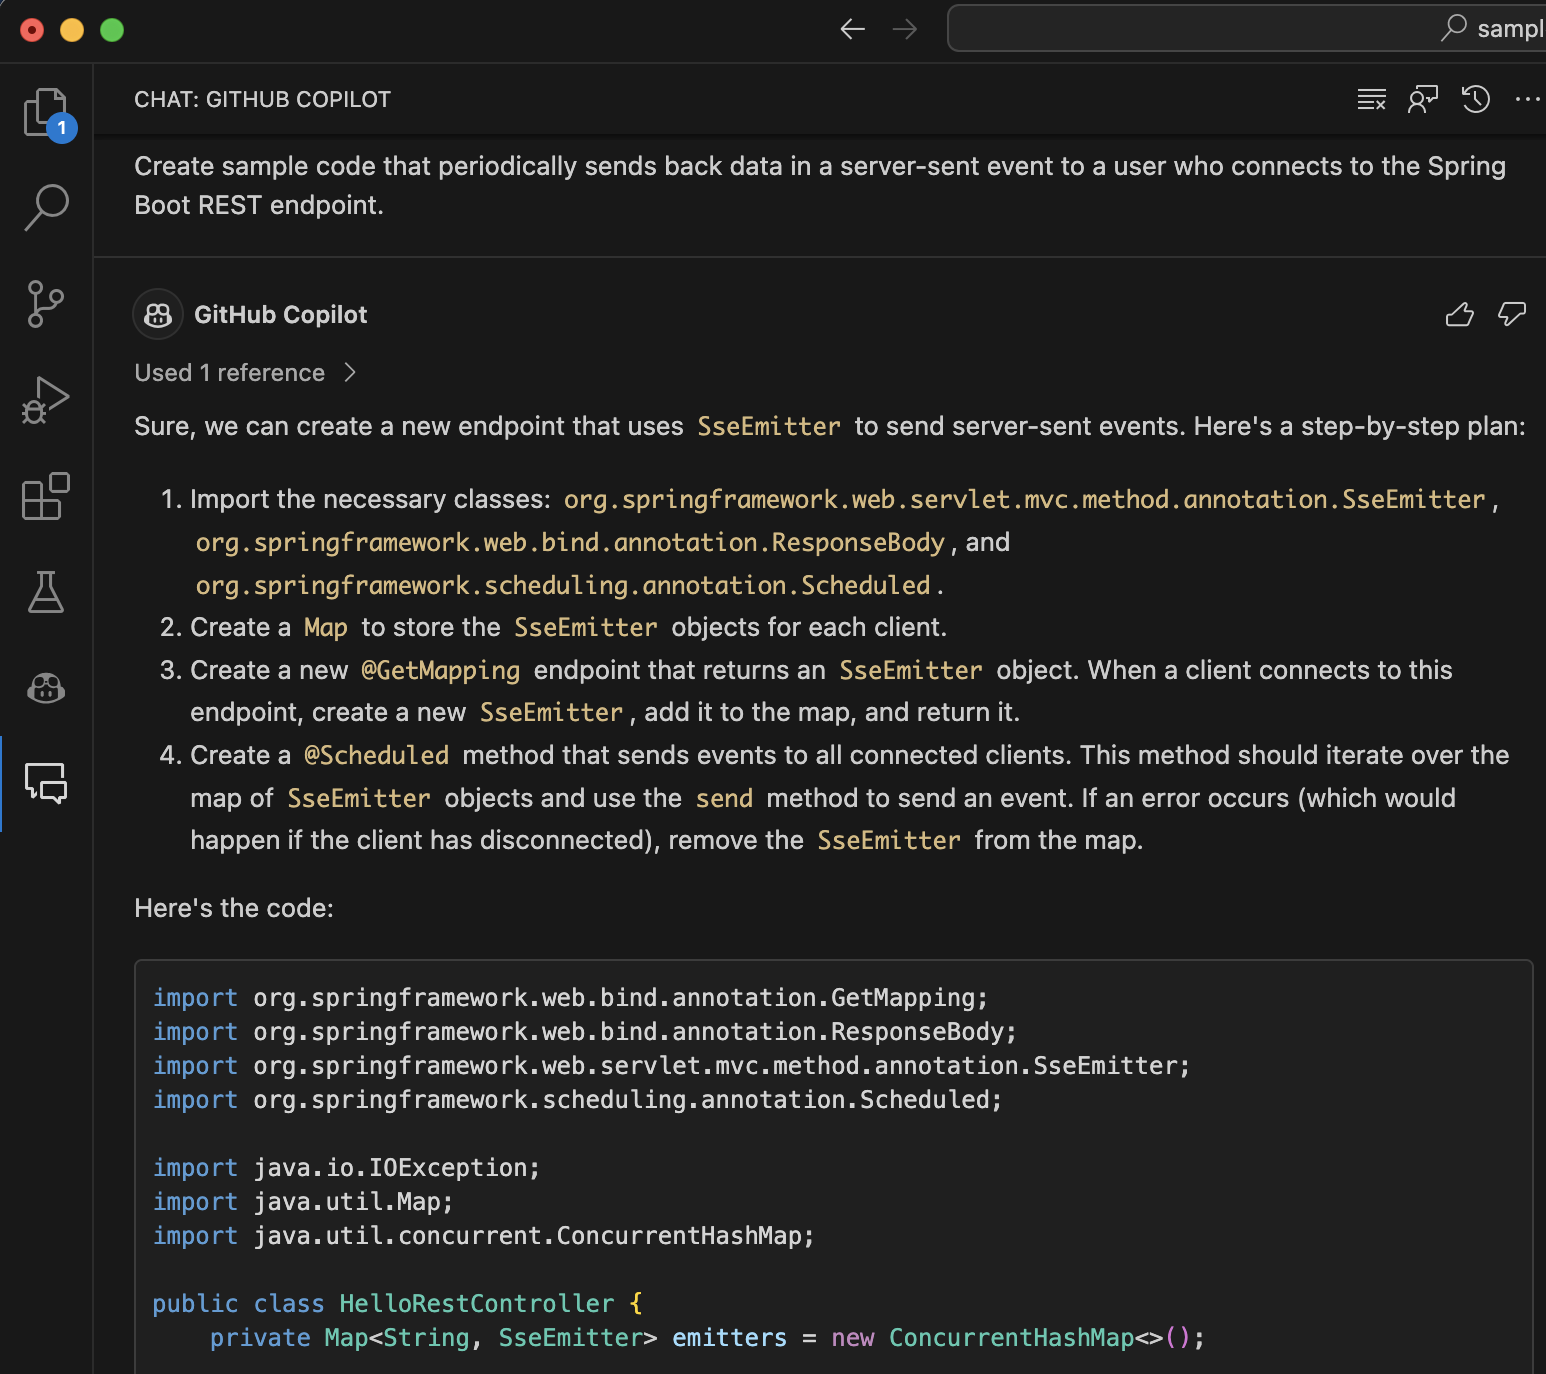 sampl
1
CHAT: GITHUB COPILOT
Create sample code that periodically sends back data in a server-sent event to a user who connects to the Spring
Boot REST endpoint.
GitHub Copilot
Used 1 reference
Sure, we can create a new endpoint that uses SseEmitter to send server-sent events. Here's a step-by-step plan:
1. Import the necessary classes: org.springframework.web.servlet.mvc.method.annotation.SseEmitter,
org.springframework.web.bind.annotation.ResponseBody, and
org.springframework.scheduling.annotation.Scheduled.
2. Create a Map to store the SseEmitter objects for each client.
3. Create a new @GetMapping endpoint that returns an SseEmitter object. When a client connects to this
endpoint, create a new SseEmitter, add it to the map, and return it.
4. Create a @Scheduled method that sends events to all connected clients. This method should iterate over the
map of SseEmitter objects and use the send method to send an event. If an error occurs (which would
happen if the client has disconnected), remove the SseEmitter from the map.
Here's the code:
import org.springframework.web.bind.annotation.GetMapping;
import org.springframework.web.bind.annotation.ResponseBody;
import org.springframework.web.servlet.mvc.method.annotation.SseEmitter;
import org.springframework.scheduling.annotation.Scheduled;
import java.io.IOException;
import java.util.Map;
import java.util.concurrent.ConcurrentHashMap;
public class HelloRestController {
private Map<String, SseEmitter> emitters = new ConcurrentHashMap<>();